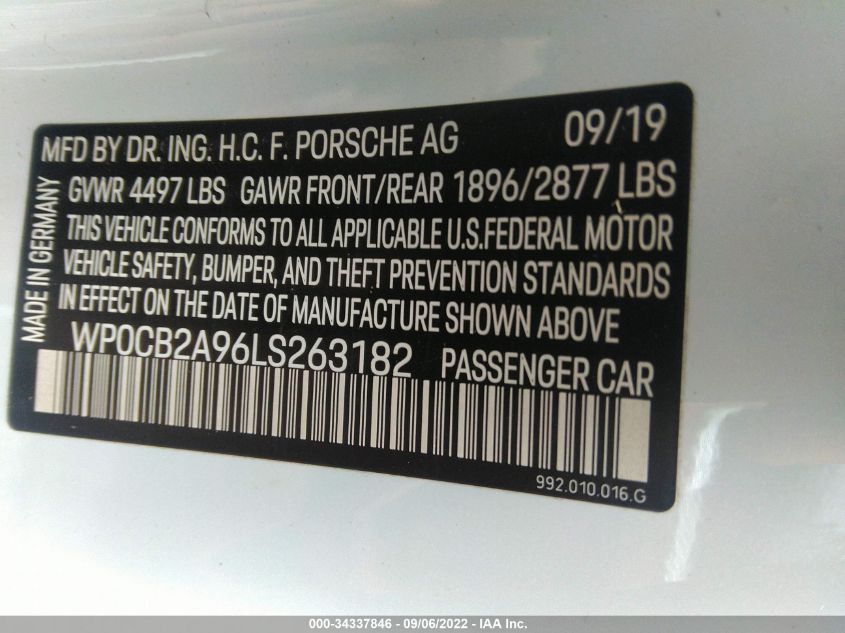 MFD BY DR. ING. H.C. F. PORSCHE AG 09/19
GVWR 4497 LBS GAWR FRONT/REAR 1896/2877 LBS
THIS VEHICLE CONFORMS TO ALL APPLICABLE U.S.FEDERAL MOTOR
VEHICLE SAFETY, BUMPER, AND THEFT PREVENTION STANDARDS
IN EFFECT ON THE DATE OF MANUFACTURE SHOWN ABOVE
MADE IN GERMANY
WP0CB2A96LS263182 PASSENGER CAR
992.010.016.G
000-34337846 - 09/06/2022 - IAA Inc.